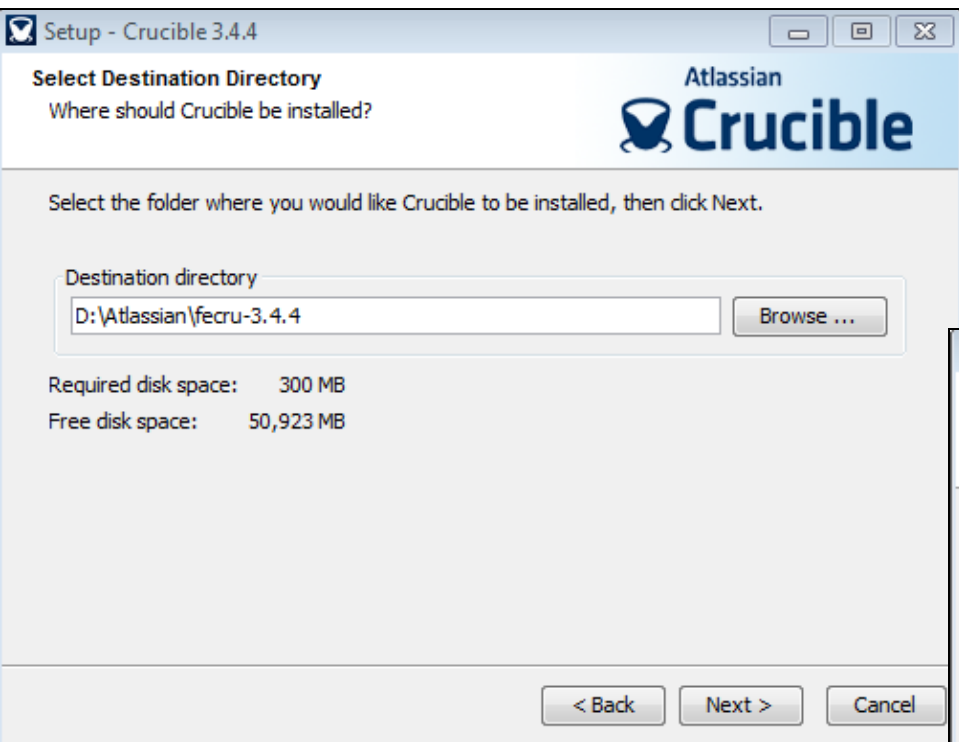 Setup - Crucible 3.4.4
Select Destination Directory
Where should Crucible be installed?
Atlassian
Crucible
Select the folder where you would like Crucible to be installed, then click Next.
Destination directory
D:\Atlassian\fecru-3.4.4
Browse ...
Required disk space: 300 MB
Free disk space: 50,923 MB
< Back Next > Cancel